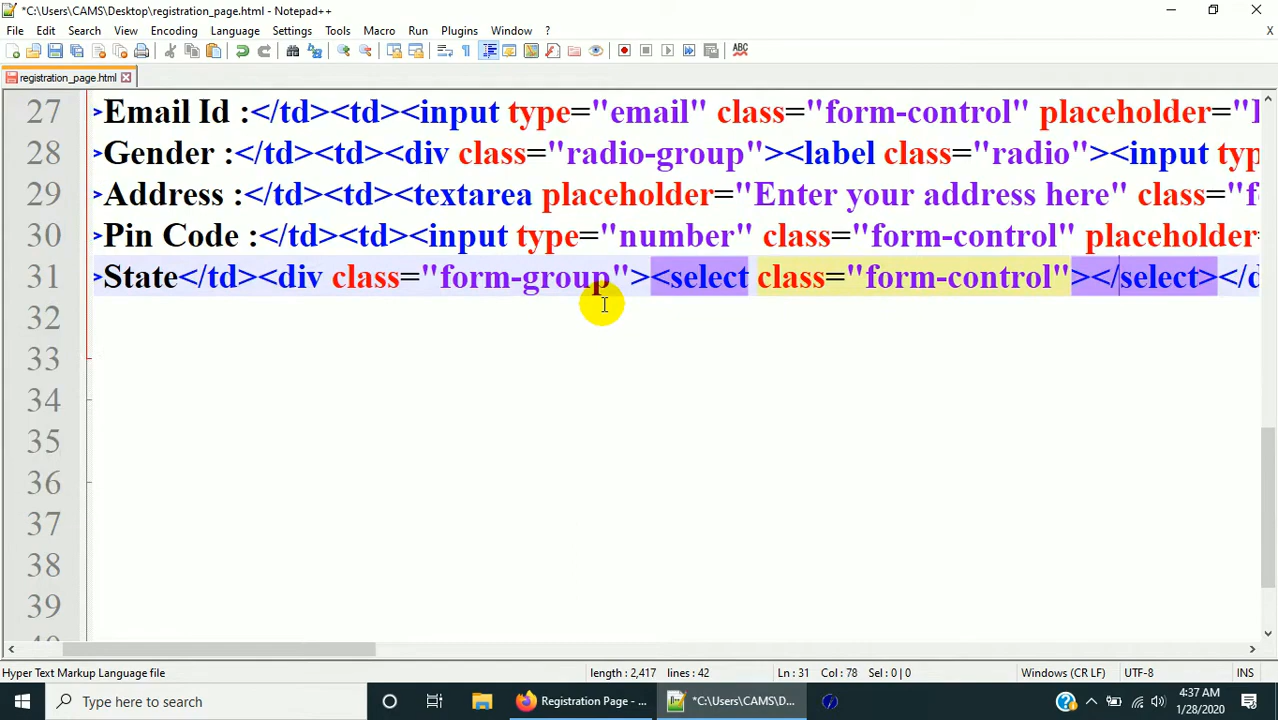 *C:\Users\CAMS\Desktop\registration_page.html - Notepad++
File Edit Search View Encoding Language Settings Tools Macro Run Plugins Window ? X
registration_page.html
27 >Email Id :</td><td><input type="email" class="form-control" placeholder="
28 >Gender :</td><td><div class="radio-group"><label class="radio"><input typ
29 >Address :</td><td><textarea placeholder="Enter your address here" class="f
30 >Pin Code :</td><td><input type="number" class="form-control" placeholder
31 >State</td><div class="form-group"><select class="form-control"></select></d
32
33
34
35
36
37
38
39
Hyper Text Markup Language file length : 2,417 lines : 42 Ln : 31 Col : 78 Sel : 0 | 0 Windows (CR LF) UTF-8 INS
Type here to search Registration Page - ... *C:\Users\CAMS\D... 4:37 AM
1/28/2020